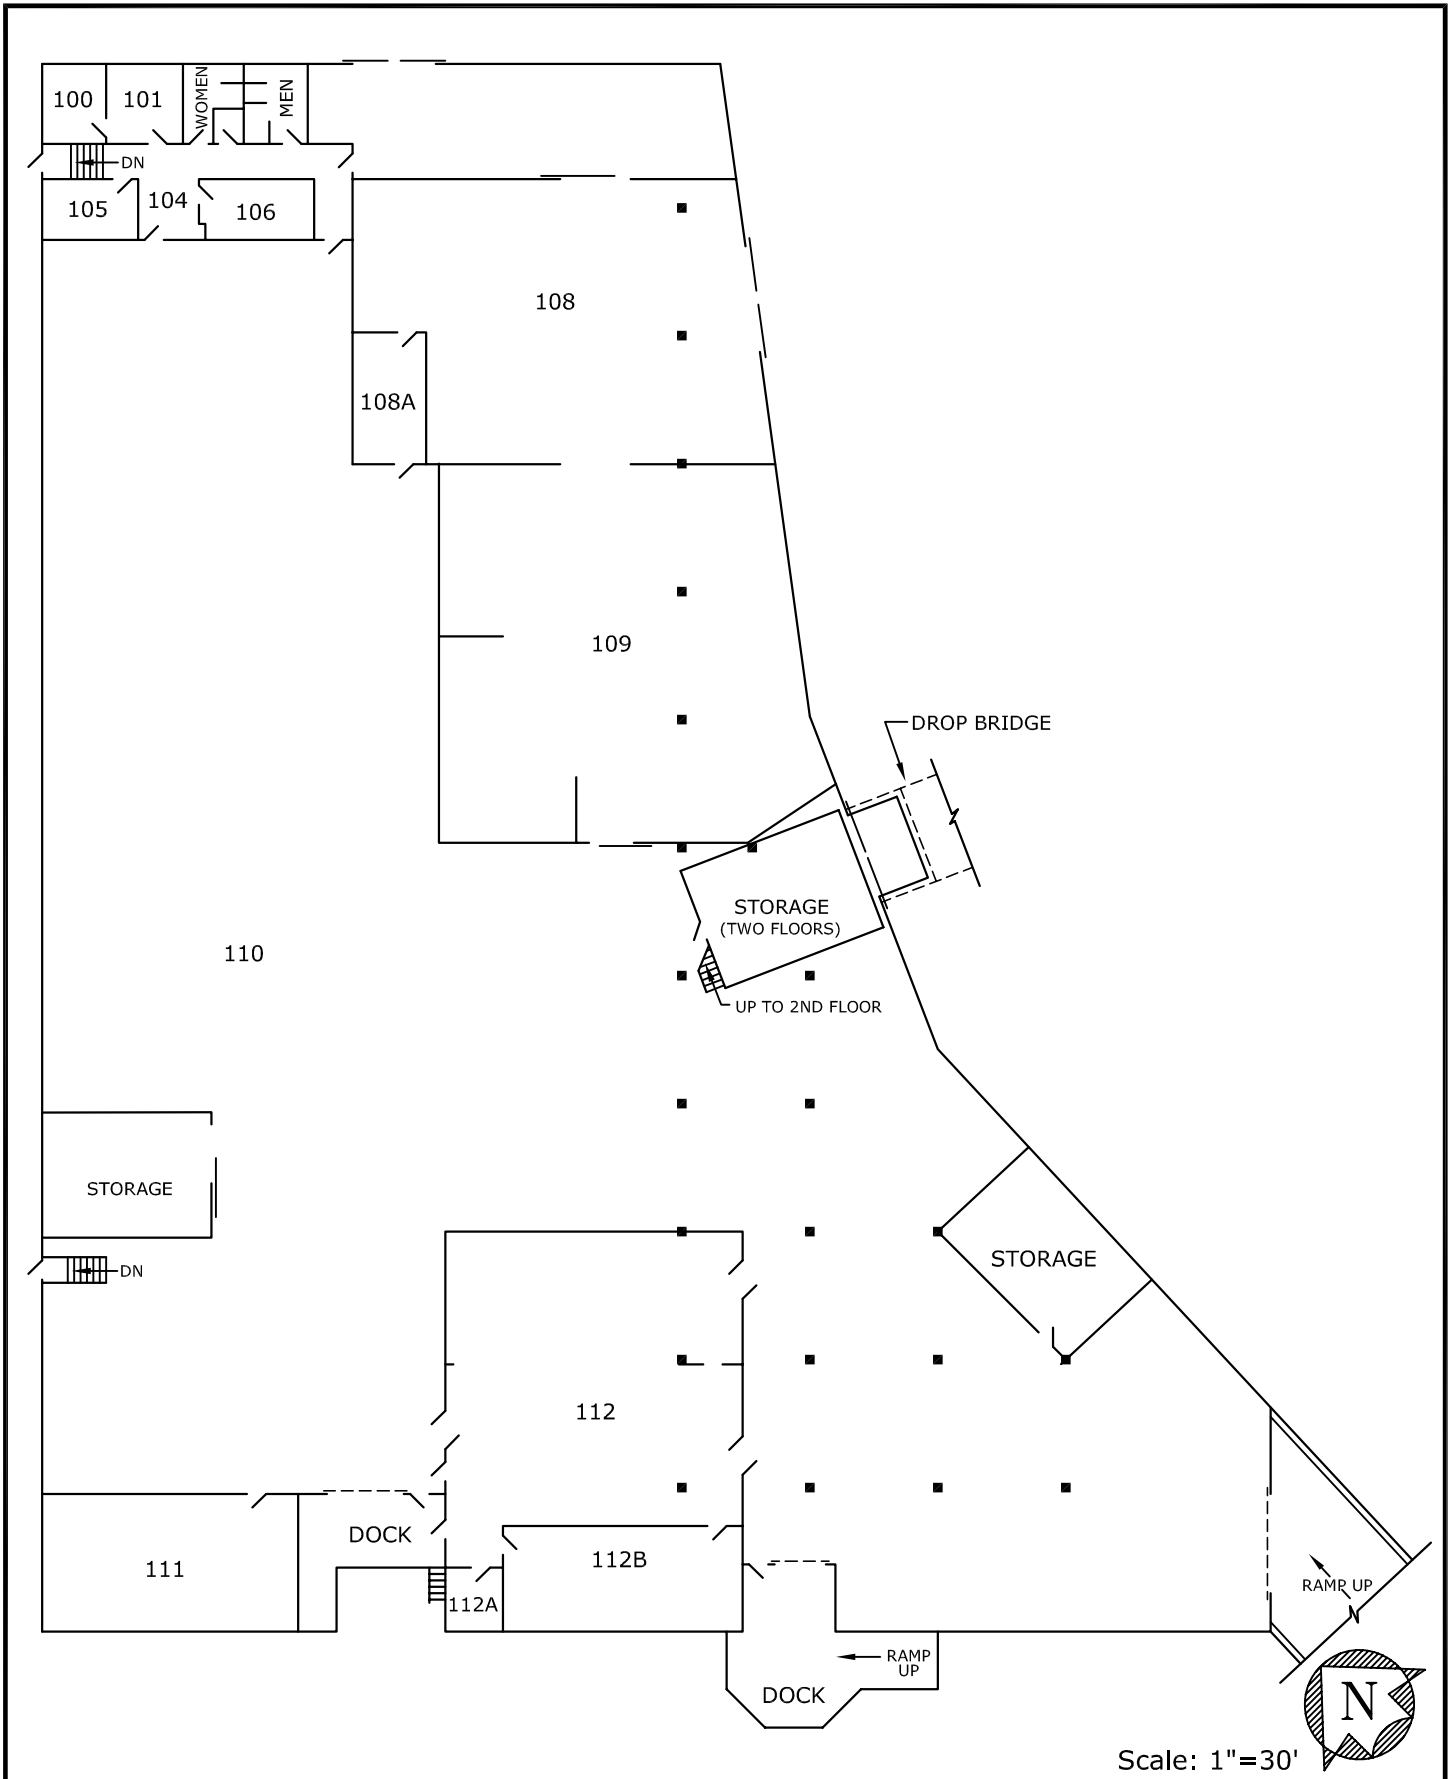 100
101
WOMEN
MEN
DN
105
104
106
108
108A
109
DROP BRIDGE
STORAGE
(TWO FLOORS)
110
UP TO 2ND FLOOR
STORAGE
DN
STORAGE
112
DOCK
111
112B
112A
RAMP UP
RAMP
UP
DOCK
N
Scale: 1"=30'